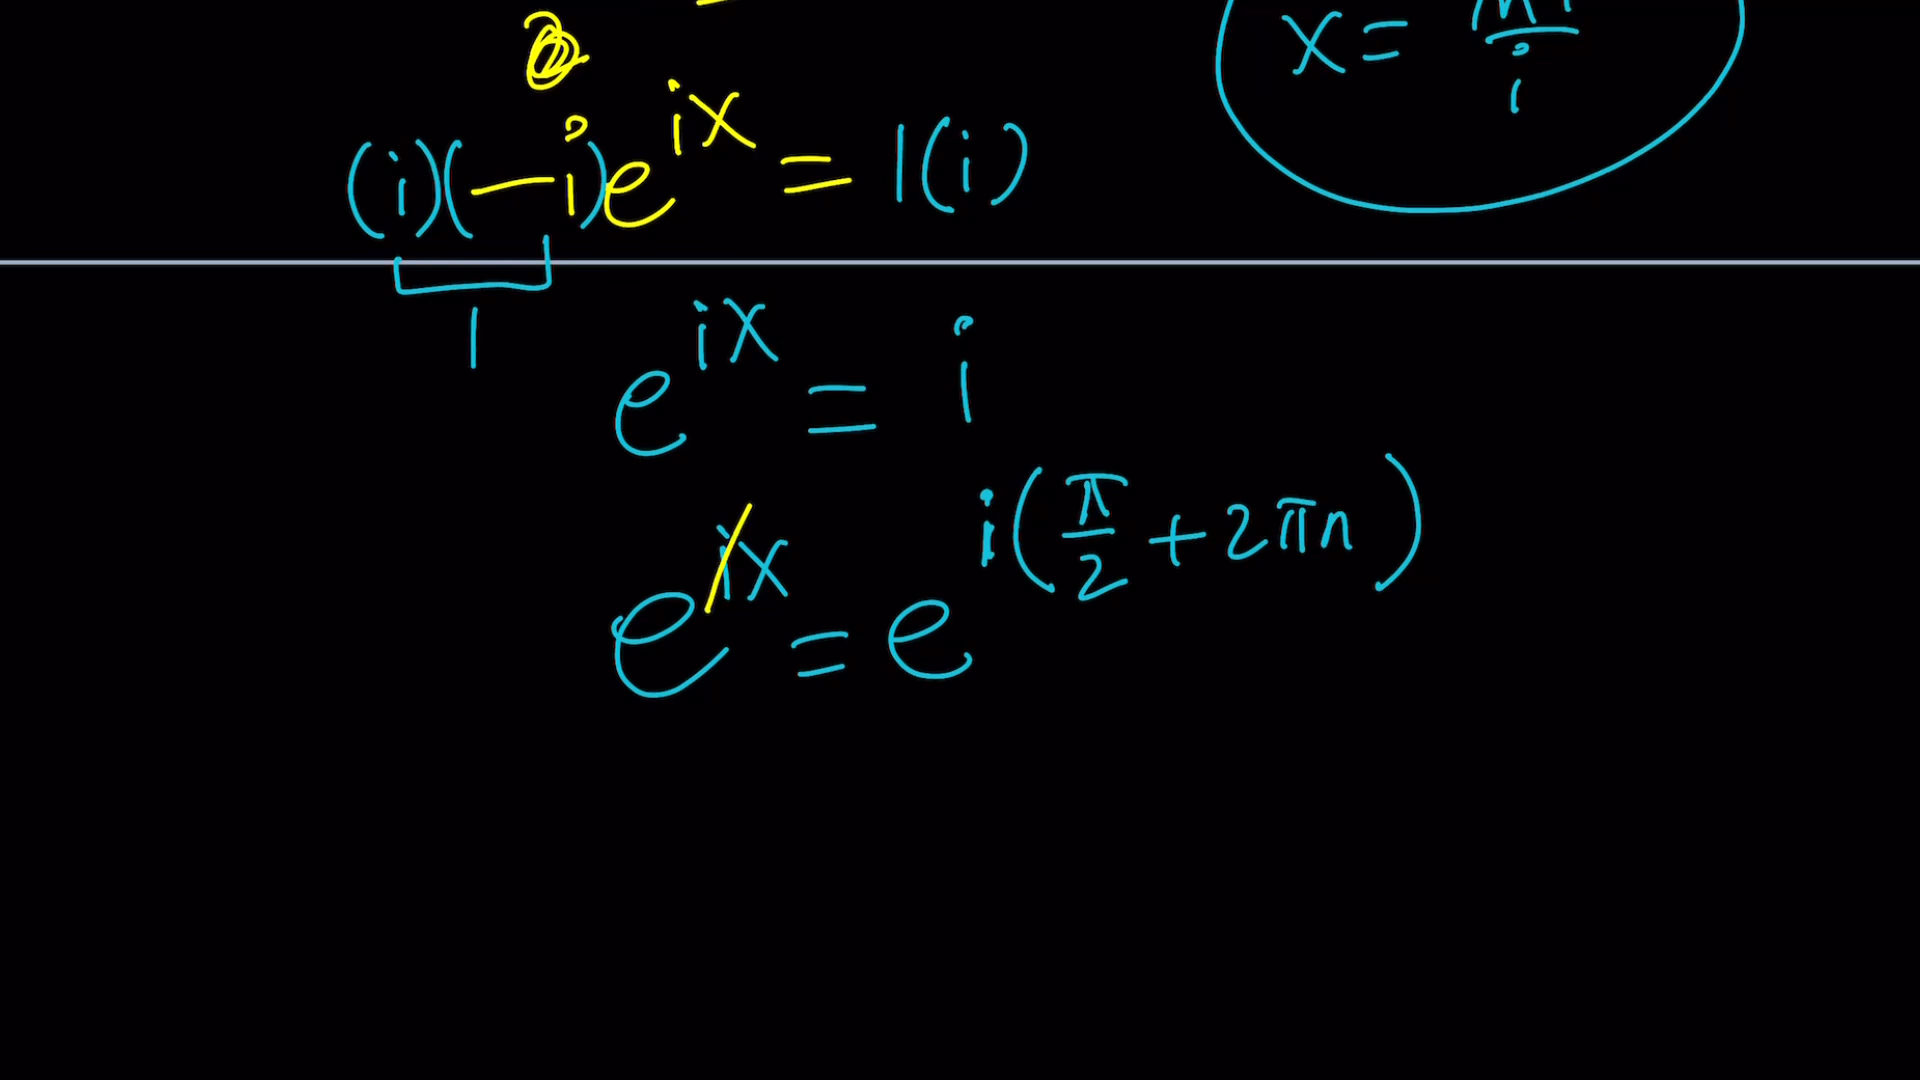 x =
i
(i)(-i)e^{ix} = 1(i)
1
e^{ix} = i
e^{ix} = e^{i(π/2 + 2πn)}